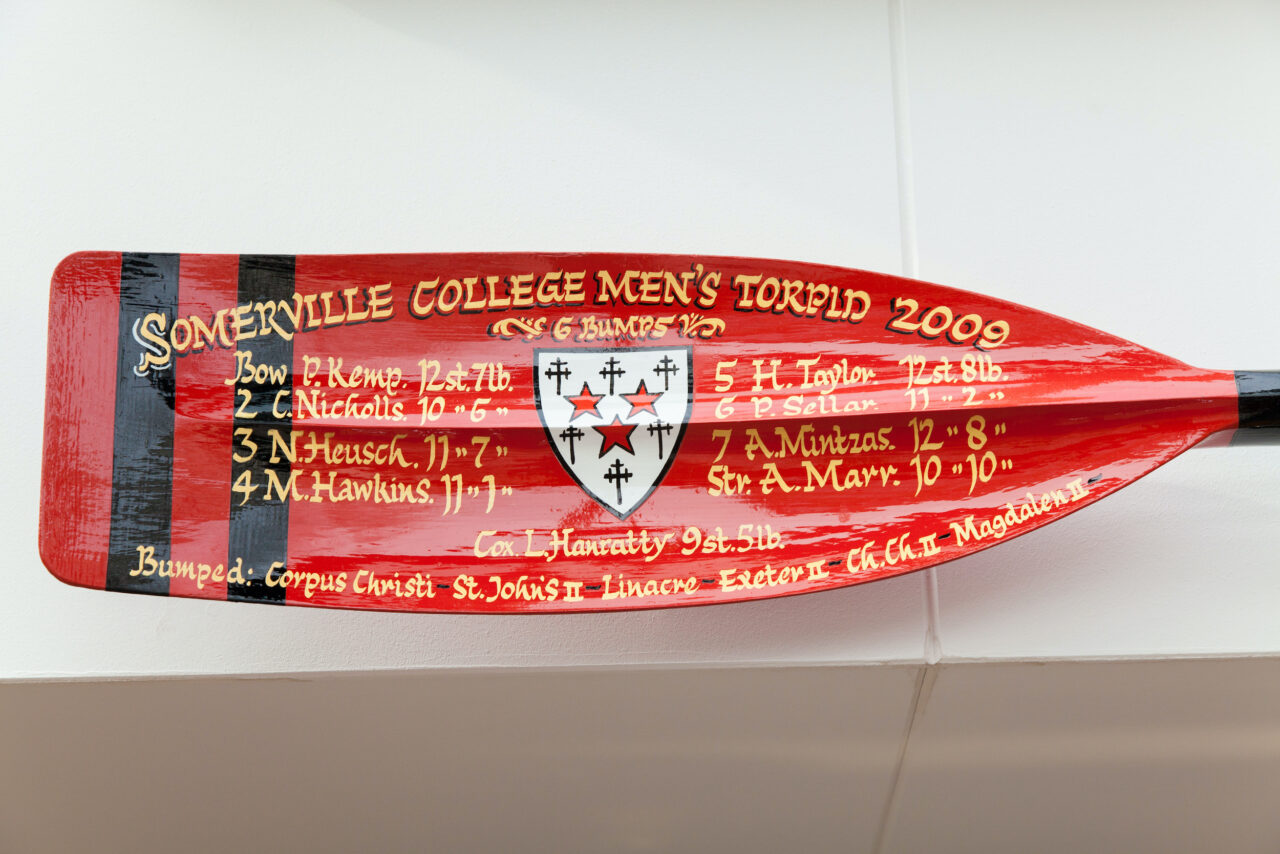 SOMERVILLE COLLEGE MEN'S TORPID 2009
6 BUMPS
Bow P. Kemp. 12st. 7lb.
2 C. Nicholls. 10 " 6 "
3 N. Heusch. 11 " 7 "
4 M. Hawkins. 11 " 1 "
5 H. Taylor. 12st. 8lb.
6 P. Sellar. 11 " 2 "
7 A. Mintzas. 12 " 8 "
Str. A. Marr. 10 " 10 "
Cox. L. Hanratty 9st. 5lb.
Bumped: Corpus Christi - St. John's II - Linacre - Exeter II - Ch. Ch. II - Magdalen II